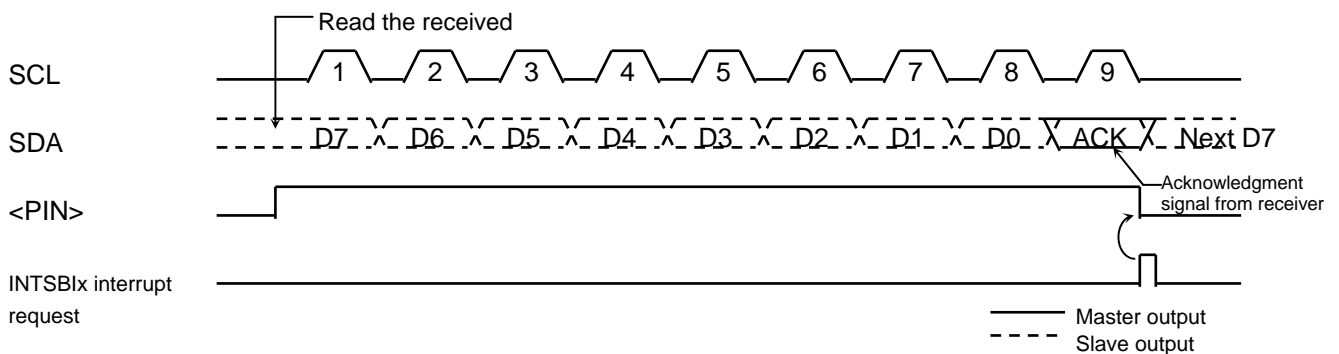 Read the received
SCL 1 2 3 4 5 6 7 8 9
SDA D7 D6 D5 D4 D3 D2 D1 D0 ACK Next D7
Acknowledgment
signal from receiver
<PIN>
INTSBIx interrupt
request
Master output
Slave output